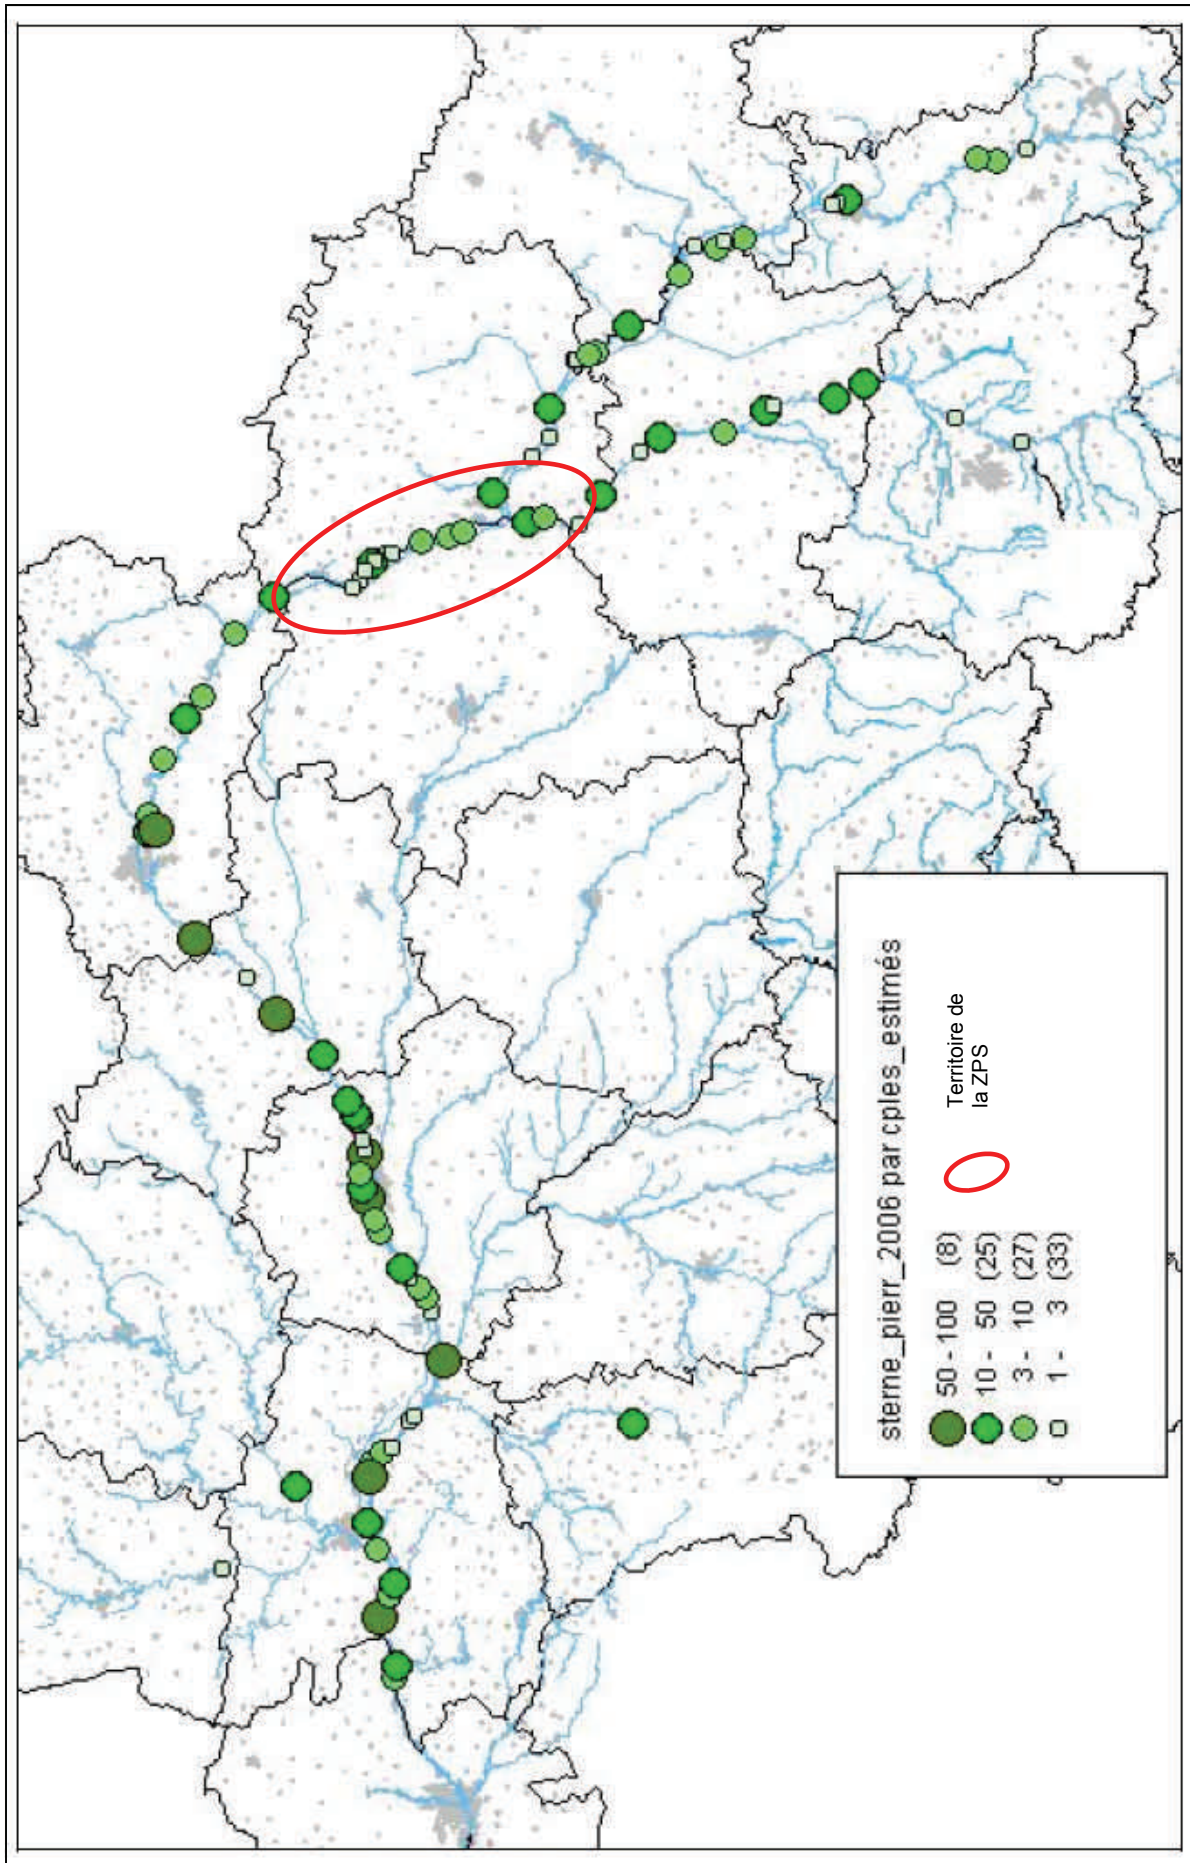 sterne_pierr_2006 par cples_estimés
50 - 100 (8)
10 - 50 (25)
3 - 10 (27)
1 - 3 (33)
Territoire de
la ZPS